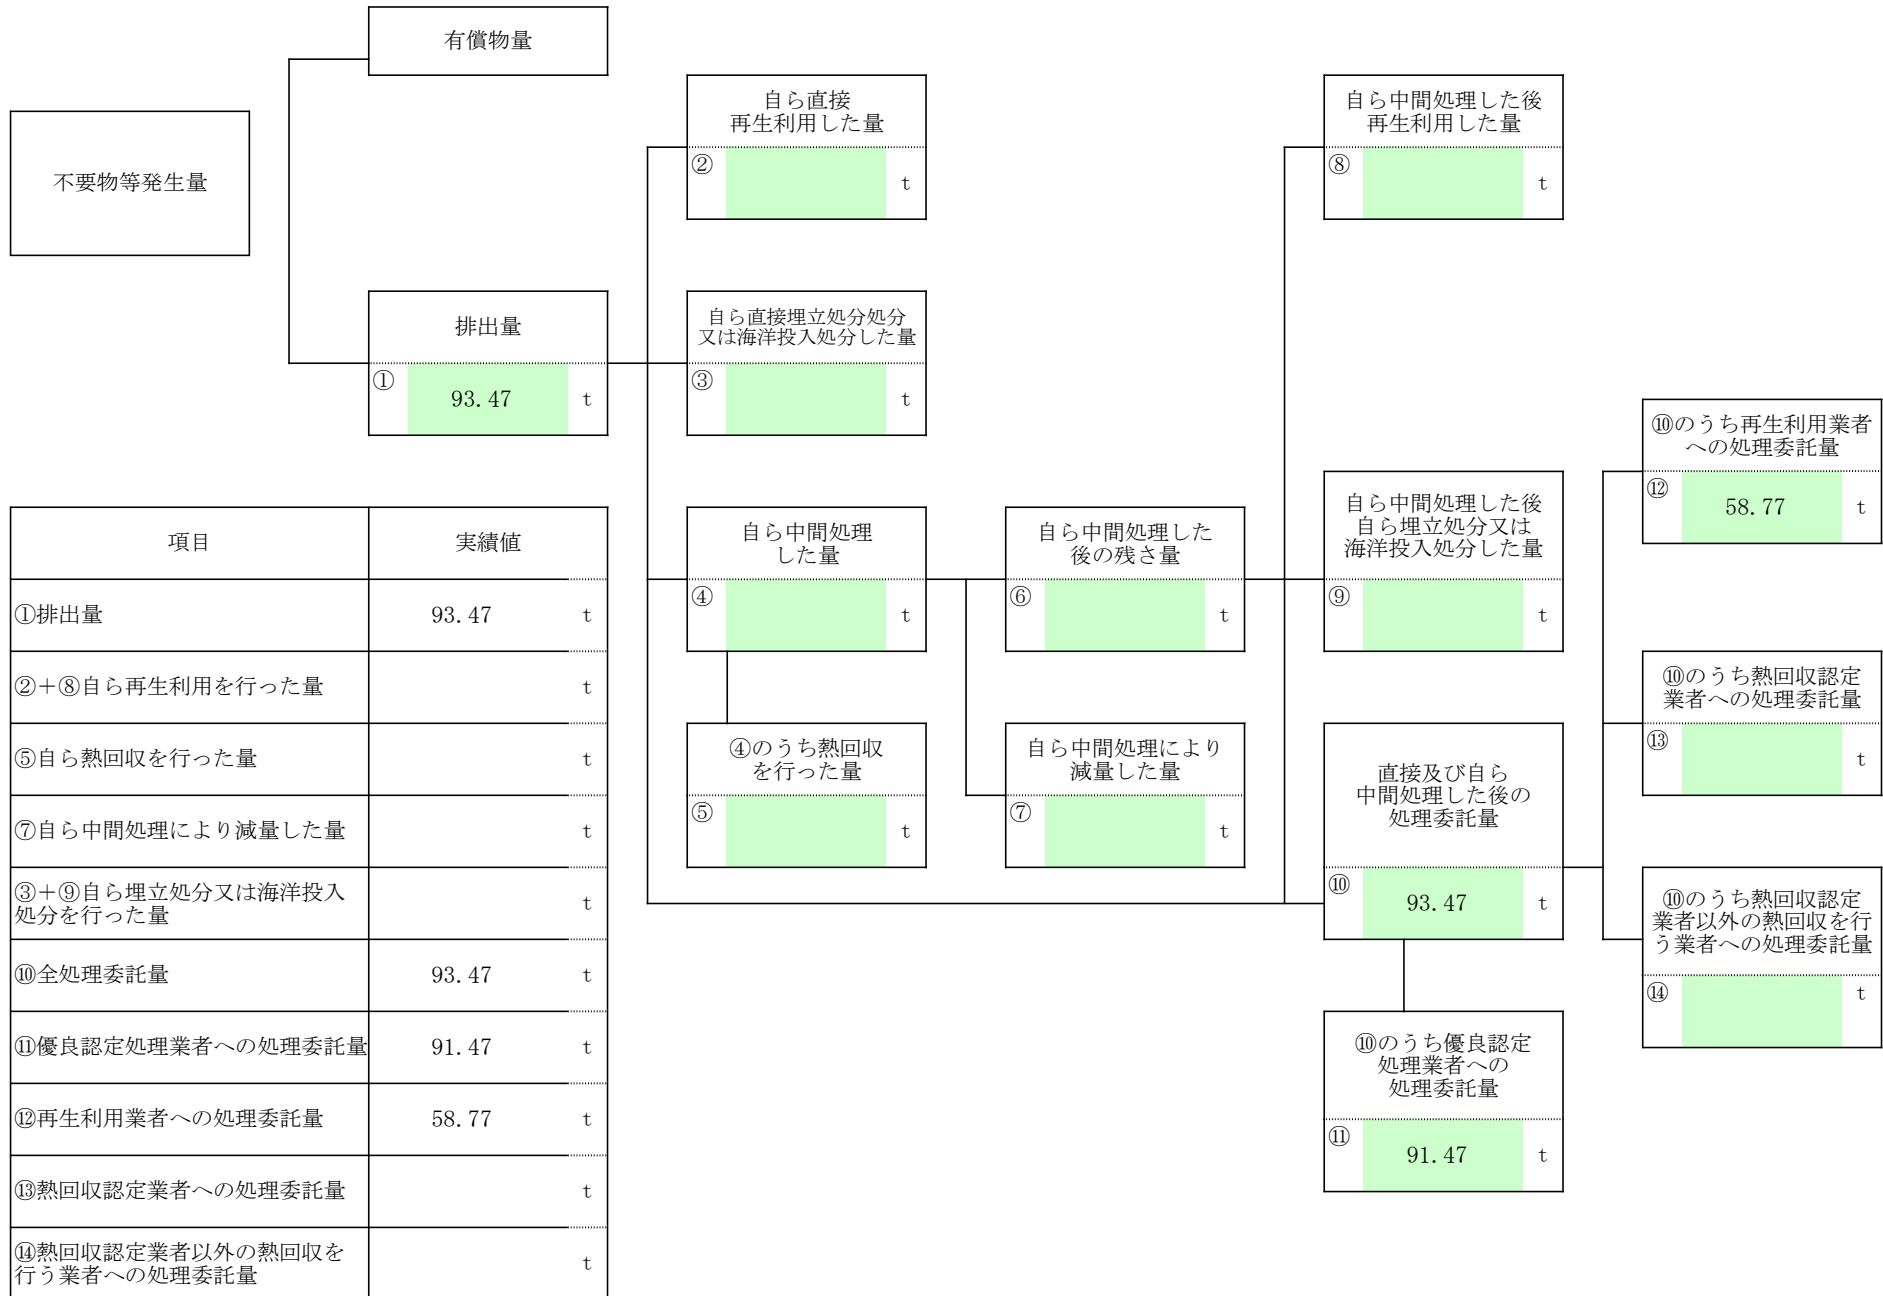 有償物量
不要物等発生量
排出量
① 93.47 t
自ら直接
再生利用した量
② t
自ら直接埋立処分処分
又は海洋投入処分した量
③ t
自ら中間処理
した量
④ t
④のうち熱回収
を行った量
⑤ t
自ら中間処理した
後の残さ量
⑥ t
自ら中間処理により
減量した量
⑦ t
自ら中間処理した後
再生利用した量
⑧ t
自ら中間処理した後
自ら埋立処分又は
海洋投入処分した量
⑨ t
直接及び自ら
中間処理した後の
処理委託量
⑩ 93.47 t
⑩のうち優良認定
処理業者への
処理委託量
⑪ 91.47 t
⑩のうち再生利用業者
への処理委託量
⑫ 58.77 t
⑩のうち熱回収認定
業者への処理委託量
⑬ t
⑩のうち熱回収認定
業者以外の熱回収を行
う業者への処理委託量
⑭ t
項目 実績値
①排出量 93.47 t
②+⑧自ら再生利用を行った量 t
⑤自ら熱回収を行った量 t
⑦自ら中間処理により減量した量 t
③+⑨自ら埋立処分又は海洋投入
処分を行った量 t
⑩全処理委託量 93.47 t
⑪優良認定処理業者への処理委託量 91.47 t
⑫再生利用業者への処理委託量 58.77 t
⑬熱回収認定業者への処理委託量 t
⑭熱回収認定業者以外の熱回収を
行う業者への処理委託量 t